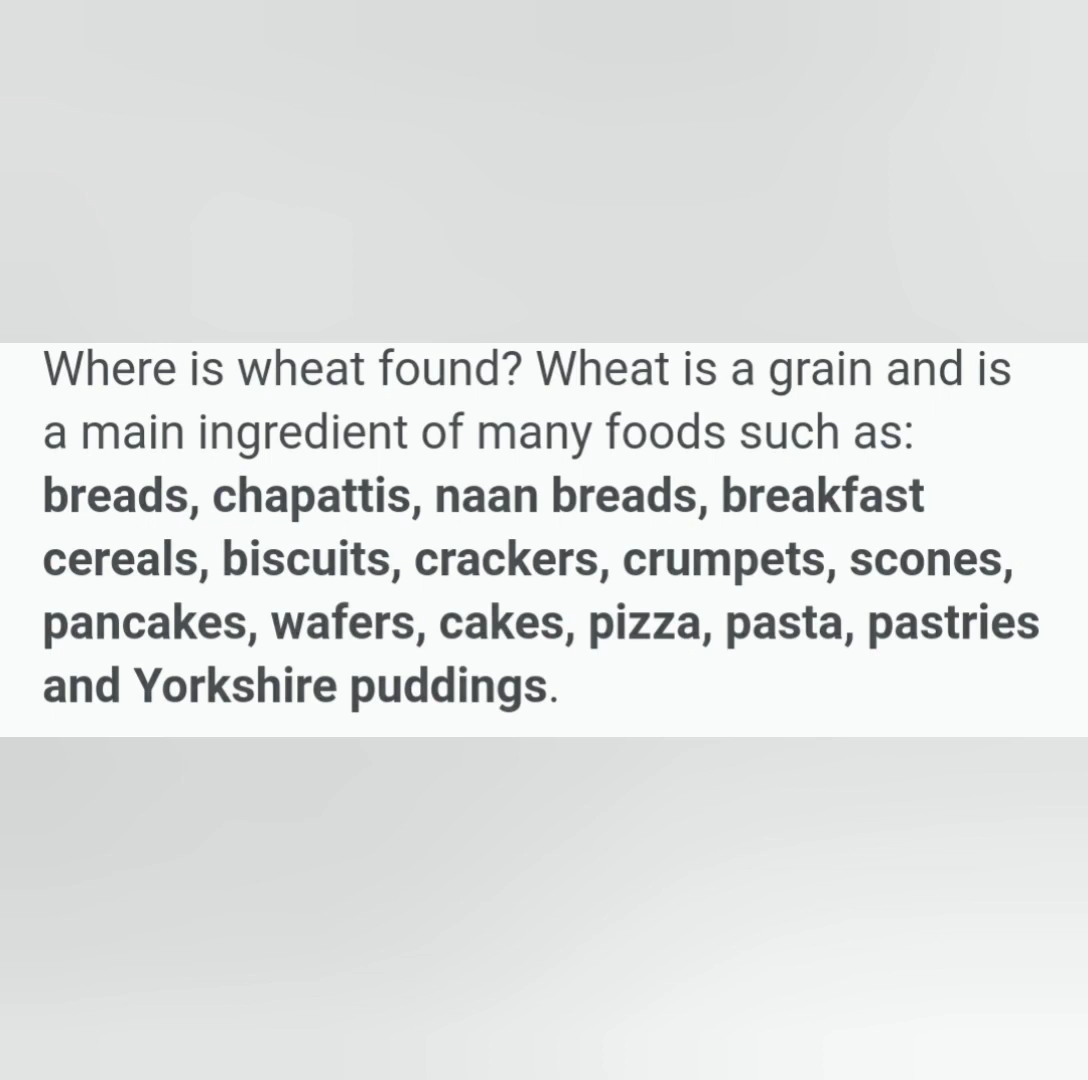 Where is wheat found? Wheat is a grain and is
a main ingredient of many foods such as:
breads, chapattis, naan breads, breakfast
cereals, biscuits, crackers, crumpets, scones,
pancakes, wafers, cakes, pizza, pasta, pastries
and Yorkshire puddings.